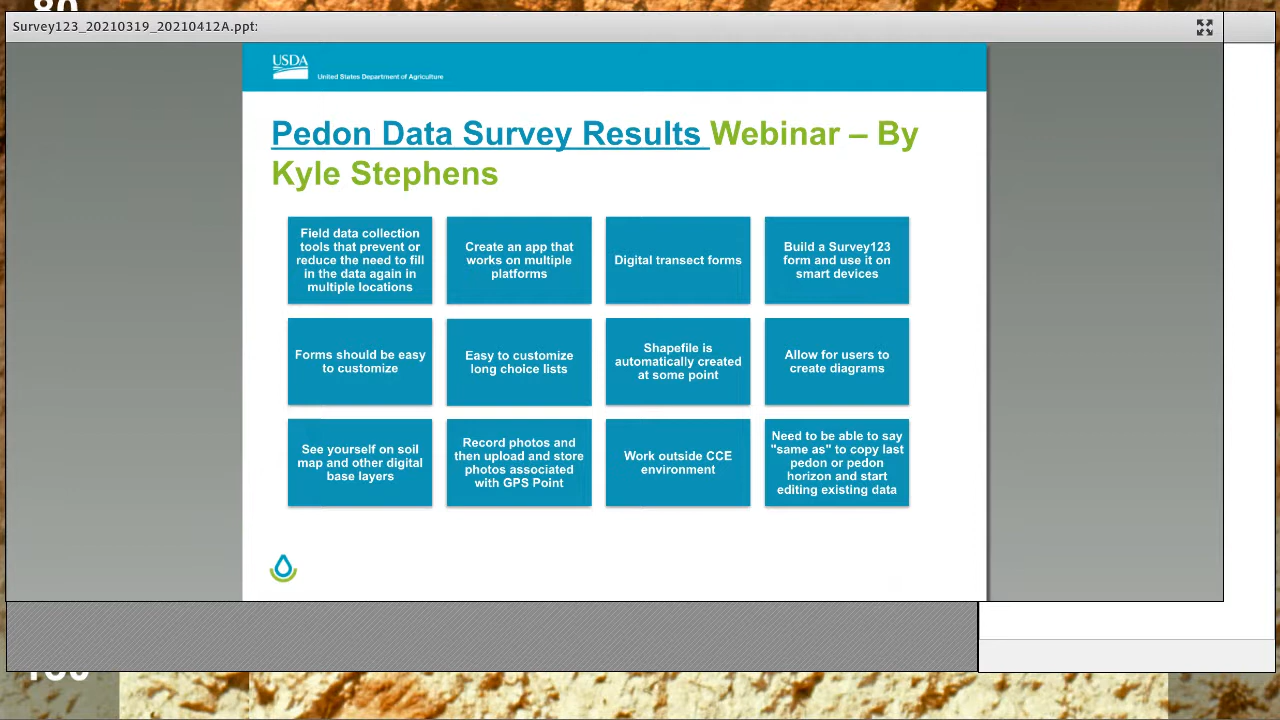 Survey123_20210319_20210412A.ppt:
USDA
United States Department of Agriculture
Pedon Data Survey Results Webinar – By
Kyle Stephens
Field data collection
tools that prevent or
reduce the need to fill
in the data again in
multiple locations
Create an app that
works on multiple
platforms
Digital transect forms
Build a Survey123
form and use it on
smart devices
Forms should be easy
to customize
Easy to customize
long choice lists
Shapefile is
automatically created
at some point
Allow for users to
create diagrams
See yourself on soil
map and other digital
base layers
Record photos and
then upload and store
photos associated
with GPS Point
Work outside CCE
environment
Need to be able to say
"same as" to copy last
pedon or pedon
horizon and start
editing existing data